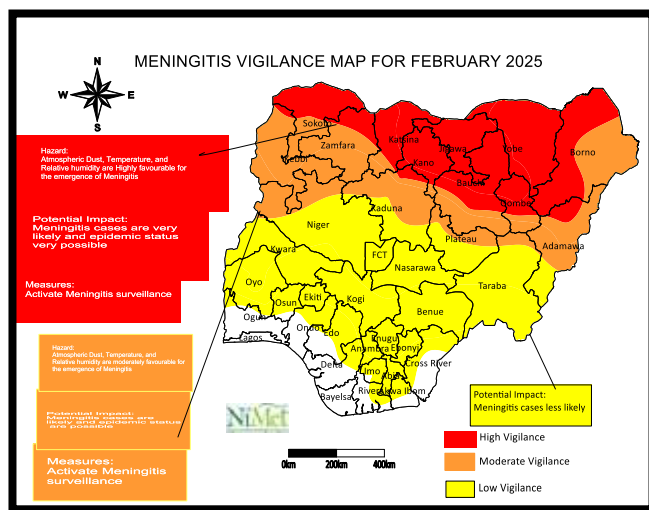 MENINGITIS VIGILANCE MAP FOR FEBRUARY 2025
N
W
E
S
Hazard:
Atmospheric Dust, Temperature, and
Relative humidity are Highly favourable for
the emergence of Meningitis
Potential Impact:
Meningitis cases are very
likely and epidemic status
very possible
Measures:
Activate Meningitis surveillance
Hazard:
Atmospheric Dust, Temperature, and
Relative humidity are moderately favourable for
the emergence of Meningitis
Potential Impact:
Meningitis cases are
likely and epidemic status
are possible
Measures:
Activate Meningitis
surveillance
Sokoto
Zamfara
Kebbi
Katsina
Kano
Jigawa
Yobe
Borno
Bauchi
Gombe
Kaduna
Niger
Plateau
Adamawa
Kwara
FCT
Nasarawa
Taraba
Oyo
Osun
Ekiti
Kogi
Benue
Ogun
Lagos
Ondo
Edo
Enugu
Anambra
Ebonyi
Cross River
Delta
Imo
Abia
Bayelsa
Rivers
Akwa Ibom
NiMet
0km
200km
400km
Potential Impact:
Meningitis cases less likely
High Vigilance
Moderate Vigilance
Low Vigilance